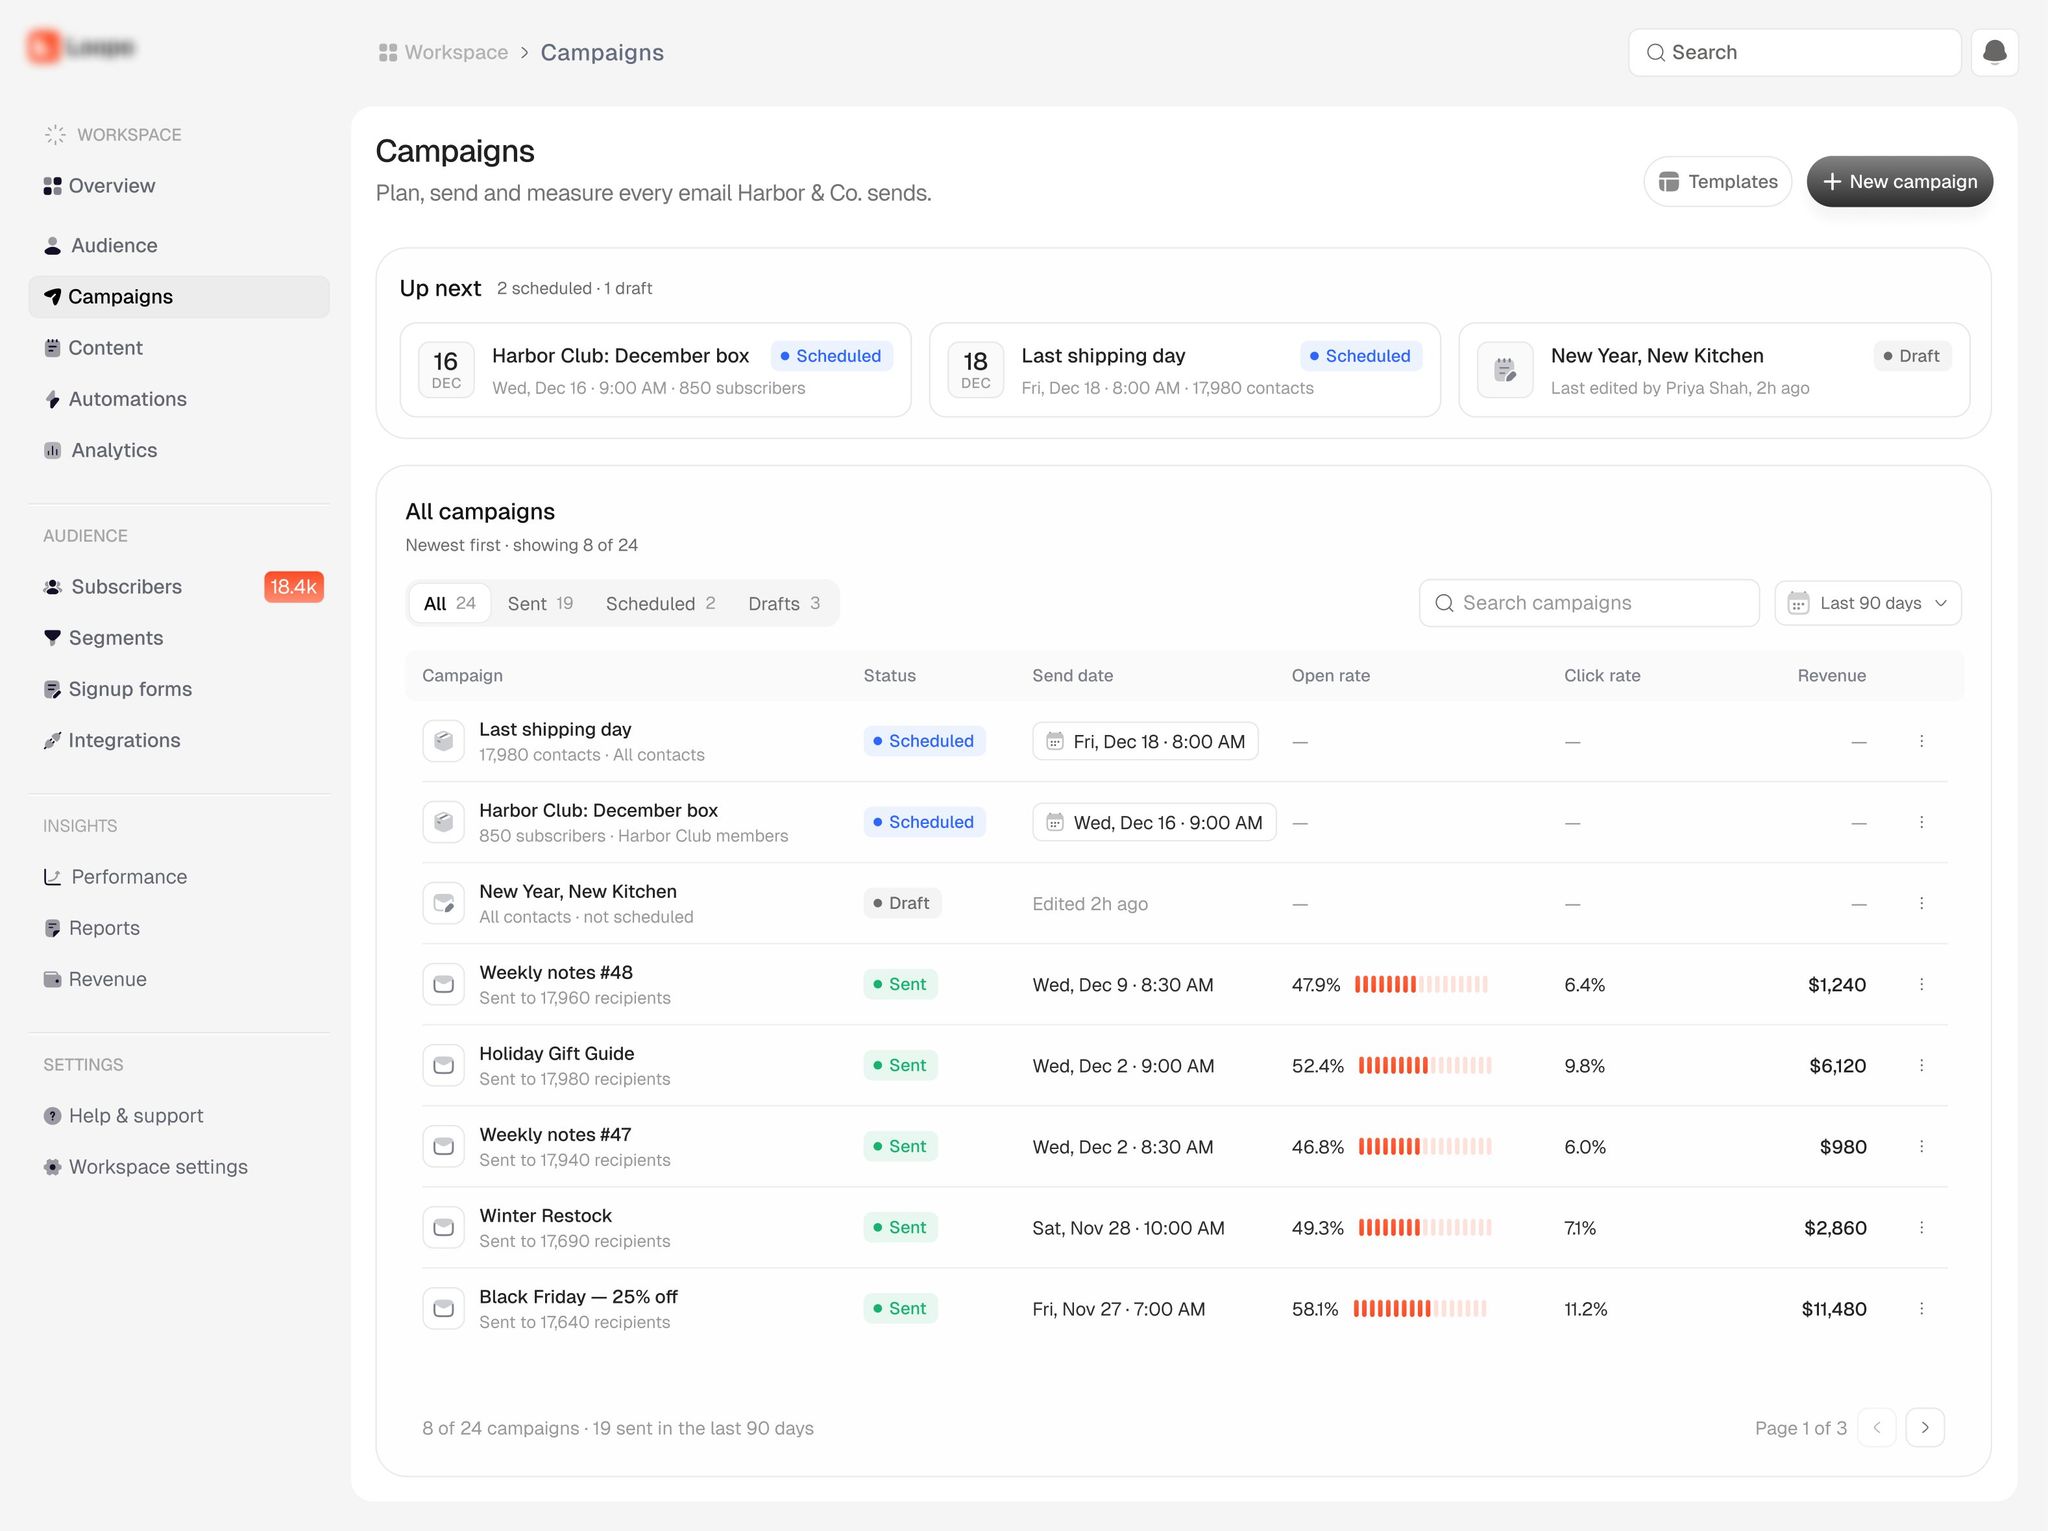 Workspace > Campaigns
Search
WORKSPACE
Overview
Audience
Campaigns
Content
Automations
Analytics
AUDIENCE
Subscribers 18.4k
Segments
Signup forms
Integrations
INSIGHTS
Performance
Reports
Revenue
SETTINGS
Help & support
Workspace settings
Campaigns
Plan, send and measure every email Harbor & Co. sends.
Templates
New campaign
Up next 2 scheduled · 1 draft
16 DEC
Harbor Club: December box
Scheduled
Wed, Dec 16 · 9:00 AM · 850 subscribers
18 DEC
Last shipping day
Scheduled
Fri, Dec 18 · 8:00 AM · 17,980 contacts
New Year, New Kitchen
Draft
Last edited by Priya Shah, 2h ago
All campaigns
Newest first · showing 8 of 24
All 24 Sent 19 Scheduled 2 Drafts 3
Search campaigns
Last 90 days
Campaign Status Send date Open rate Click rate Revenue
Last shipping day
17,980 contacts · All contacts
Scheduled Fri, Dec 18 · 8:00 AM — — —
Harbor Club: December box
850 subscribers · Harbor Club members
Scheduled Wed, Dec 16 · 9:00 AM — — —
New Year, New Kitchen
All contacts · not scheduled
Draft Edited 2h ago — — —
Weekly notes #48
Sent to 17,960 recipients
Sent Wed, Dec 9 · 8:30 AM 47.9% 6.4% $1,240
Holiday Gift Guide
Sent to 17,980 recipients
Sent Wed, Dec 2 · 9:00 AM 52.4% 9.8% $6,120
Weekly notes #47
Sent to 17,940 recipients
Sent Wed, Dec 2 · 8:30 AM 46.8% 6.0% $980
Winter Restock
Sent to 17,690 recipients
Sent Sat, Nov 28 · 10:00 AM 49.3% 7.1% $2,860
Black Friday — 25% off
Sent to 17,640 recipients
Sent Fri, Nov 27 · 7:00 AM 58.1% 11.2% $11,480
8 of 24 campaigns · 19 sent in the last 90 days
Page 1 of 3